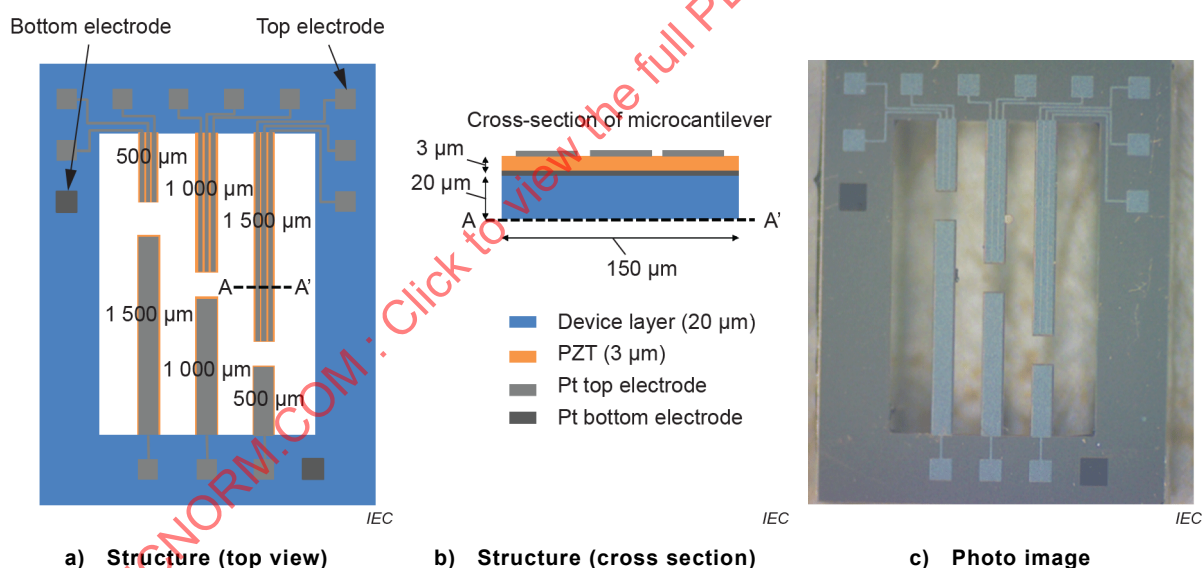 Bottom electrode
Top electrode
500 µm
1 000 µm
1 500 µm
A
A'
1 500 µm
1 000 µm
500 µm
IEC
a) Structure (top view)
Cross-section of microcantilever
3 µm
20 µm
A
A'
150 µm
Device layer (20 µm)
PZT (3 µm)
Pt top electrode
Pt bottom electrode
IEC
b) Structure (cross section)
IEC
c) Photo image
CNORM.COM : Click to view the full